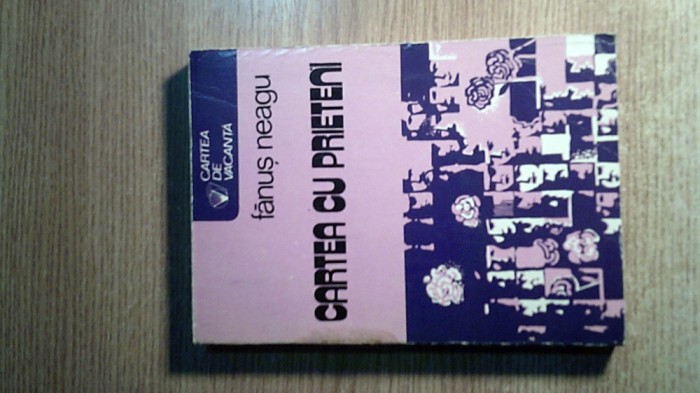 CARTEA
DE
VACANȚĂ
fănuș neagu
CARTEA CU PRIETENI